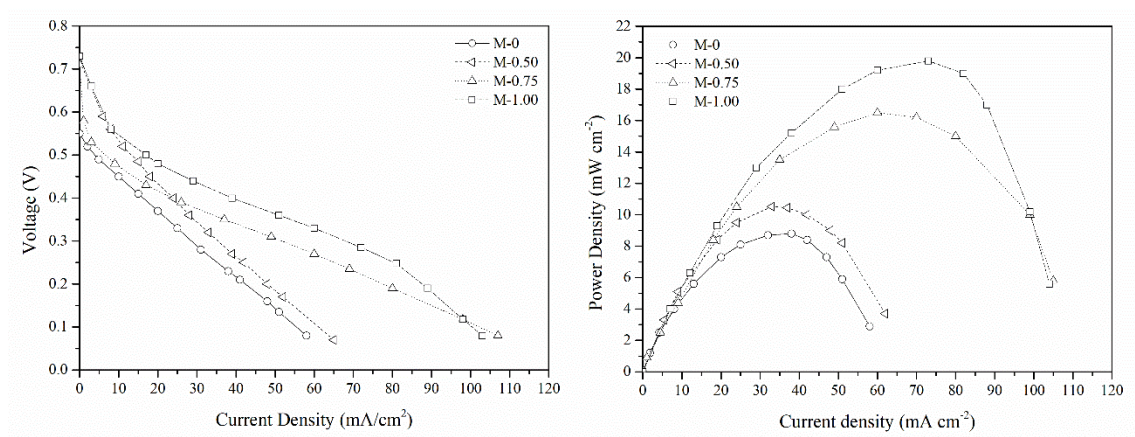 0.8
0.7
0.6
0.5
0.4
0.3
0.2
0.1
0.0
Voltage (V)
M-0
M-0.50
M-0.75
M-1.00
0 10 20 30 40 50 60 70 80 90 100 110 120
Current Density (mA/cm²)
22
20
18
16
14
12
10
8
6
4
2
0
Power Density (mW cm⁻²)
M-0
M-0.50
M-0.75
M-1.00
0 10 20 30 40 50 60 70 80 90 100 110 120
Current density (mA cm⁻²)